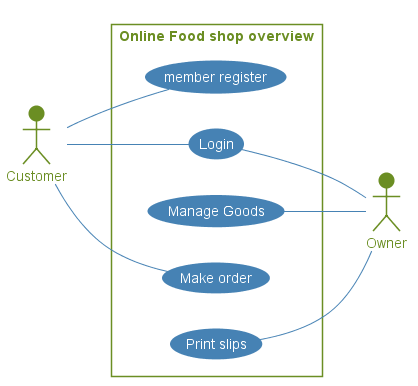 Online Food shop overview
member register
Login
Customer
Manage Goods
Owner
Make order
Print slips